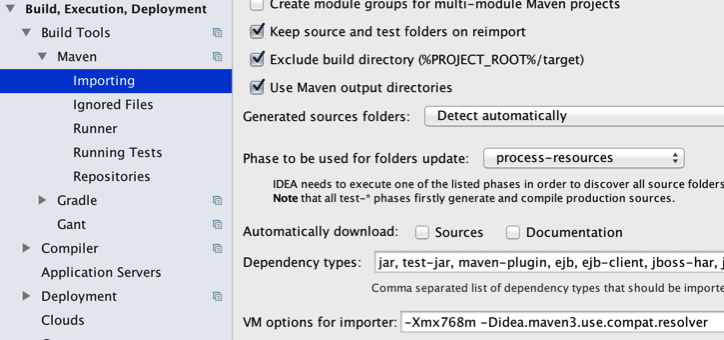 Build, Execution, Deployment
Build Tools
Maven
Importing
Ignored Files
Runner
Running Tests
Repositories
Gradle
Gant
Compiler
Application Servers
Deployment
Clouds
Create module groups for multi-module Maven projects
Keep source and test folders on reimport
Exclude build directory (%PROJECT_ROOT%/target)
Use Maven output directories
Generated sources folders: Detect automatically
Phase to be used for folders update: process-resources
IDEA needs to execute one of the listed phases in order to discover all source folders
Note that all test-* phases firstly generate and compile production sources.
Automatically download: Sources Documentation
Dependency types: jar, test-jar, maven-plugin, ejb, ejb-client, jboss-har, j
Comma separated list of dependency types that should be importe
VM options for importer: -Xmx768m -Didea.maven3.use.compat.resolver